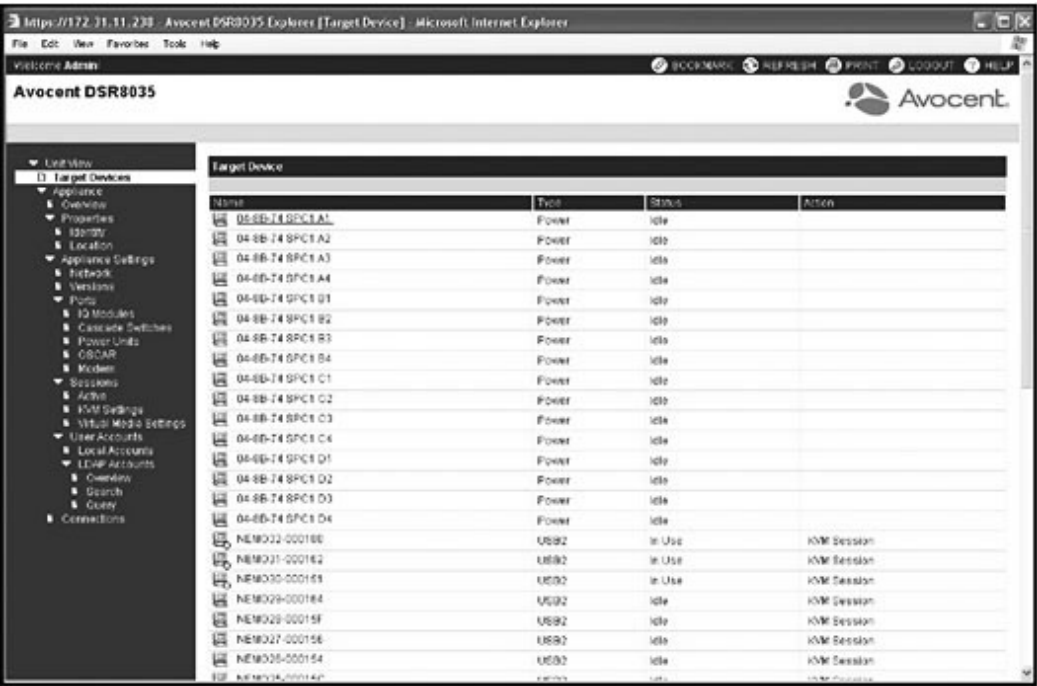 https://172.31.11.238 - Avocent DSR8035 Explorer [Target Device] - Microsoft Internet Explorer
File Edit View Favorites Tools Help
Welcome Admin BOOKMARK REFRESH PRINT LOGOUT HELP
Avocent DSR8035
Avocent.
Unit View
Target Devices
Appliance
Overview
Properties
Identity
Location
Appliance Settings
Network
Versions
Ports
IQ Modules
Cascade Switches
Power Units
OSCAR
Modem
Sessions
Active
KVM Settings
Virtual Media Settings
User Accounts
Local Accounts
LDAP Accounts
Overview
Search
Query
Connections
Target Device
Name Type Status Action
04-8B-74 SPC1 A1 Power Idle
04-8B-74 SPC1 A2 Power Idle
04-8B-74 SPC1 A3 Power Idle
04-8B-74 SPC1 A4 Power Idle
04-8B-74 SPC1 B1 Power Idle
04-8B-74 SPC1 B2 Power Idle
04-8B-74 SPC1 B3 Power Idle
04-8B-74 SPC1 B4 Power Idle
04-8B-74 SPC1 C1 Power Idle
04-8B-74 SPC1 C2 Power Idle
04-8B-74 SPC1 C3 Power Idle
04-8B-74 SPC1 C4 Power Idle
04-8B-74 SPC1 D1 Power Idle
04-8B-74 SPC1 D2 Power Idle
04-8B-74 SPC1 D3 Power Idle
04-8B-74 SPC1 D4 Power Idle
USB2 In Use KVM Session
NEMO31-000162 USB2 In Use KVM Session
NEMO30-000151 USB2 In Use KVM Session
NEMO29-000164 USB2 Idle KVM Session
USB2 Idle KVM Session
NEMO27-000156 USB2 Idle KVM Session
NEMO26-000154 USB2 Idle KVM Session